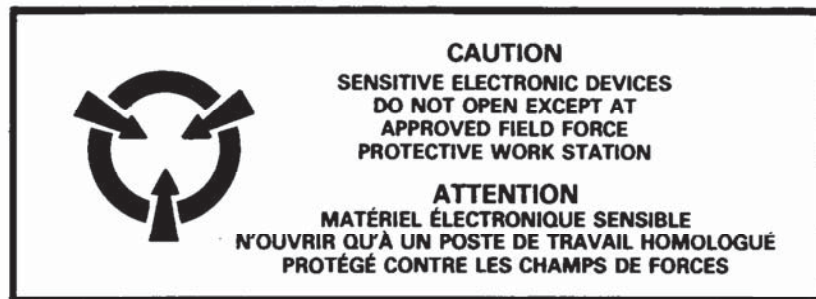 CAUTION
SENSITIVE ELECTRONIC DEVICES
DO NOT OPEN EXCEPT AT
APPROVED FIELD FORCE
PROTECTIVE WORK STATION
ATTENTION
MATÉRIEL ÉLECTRONIQUE SENSIBLE
N'OUVRIR QU'À UN POSTE DE TRAVAIL HOMOLOGUÉ
PROTÉGÉ CONTRE LES CHAMPS DE FORCES